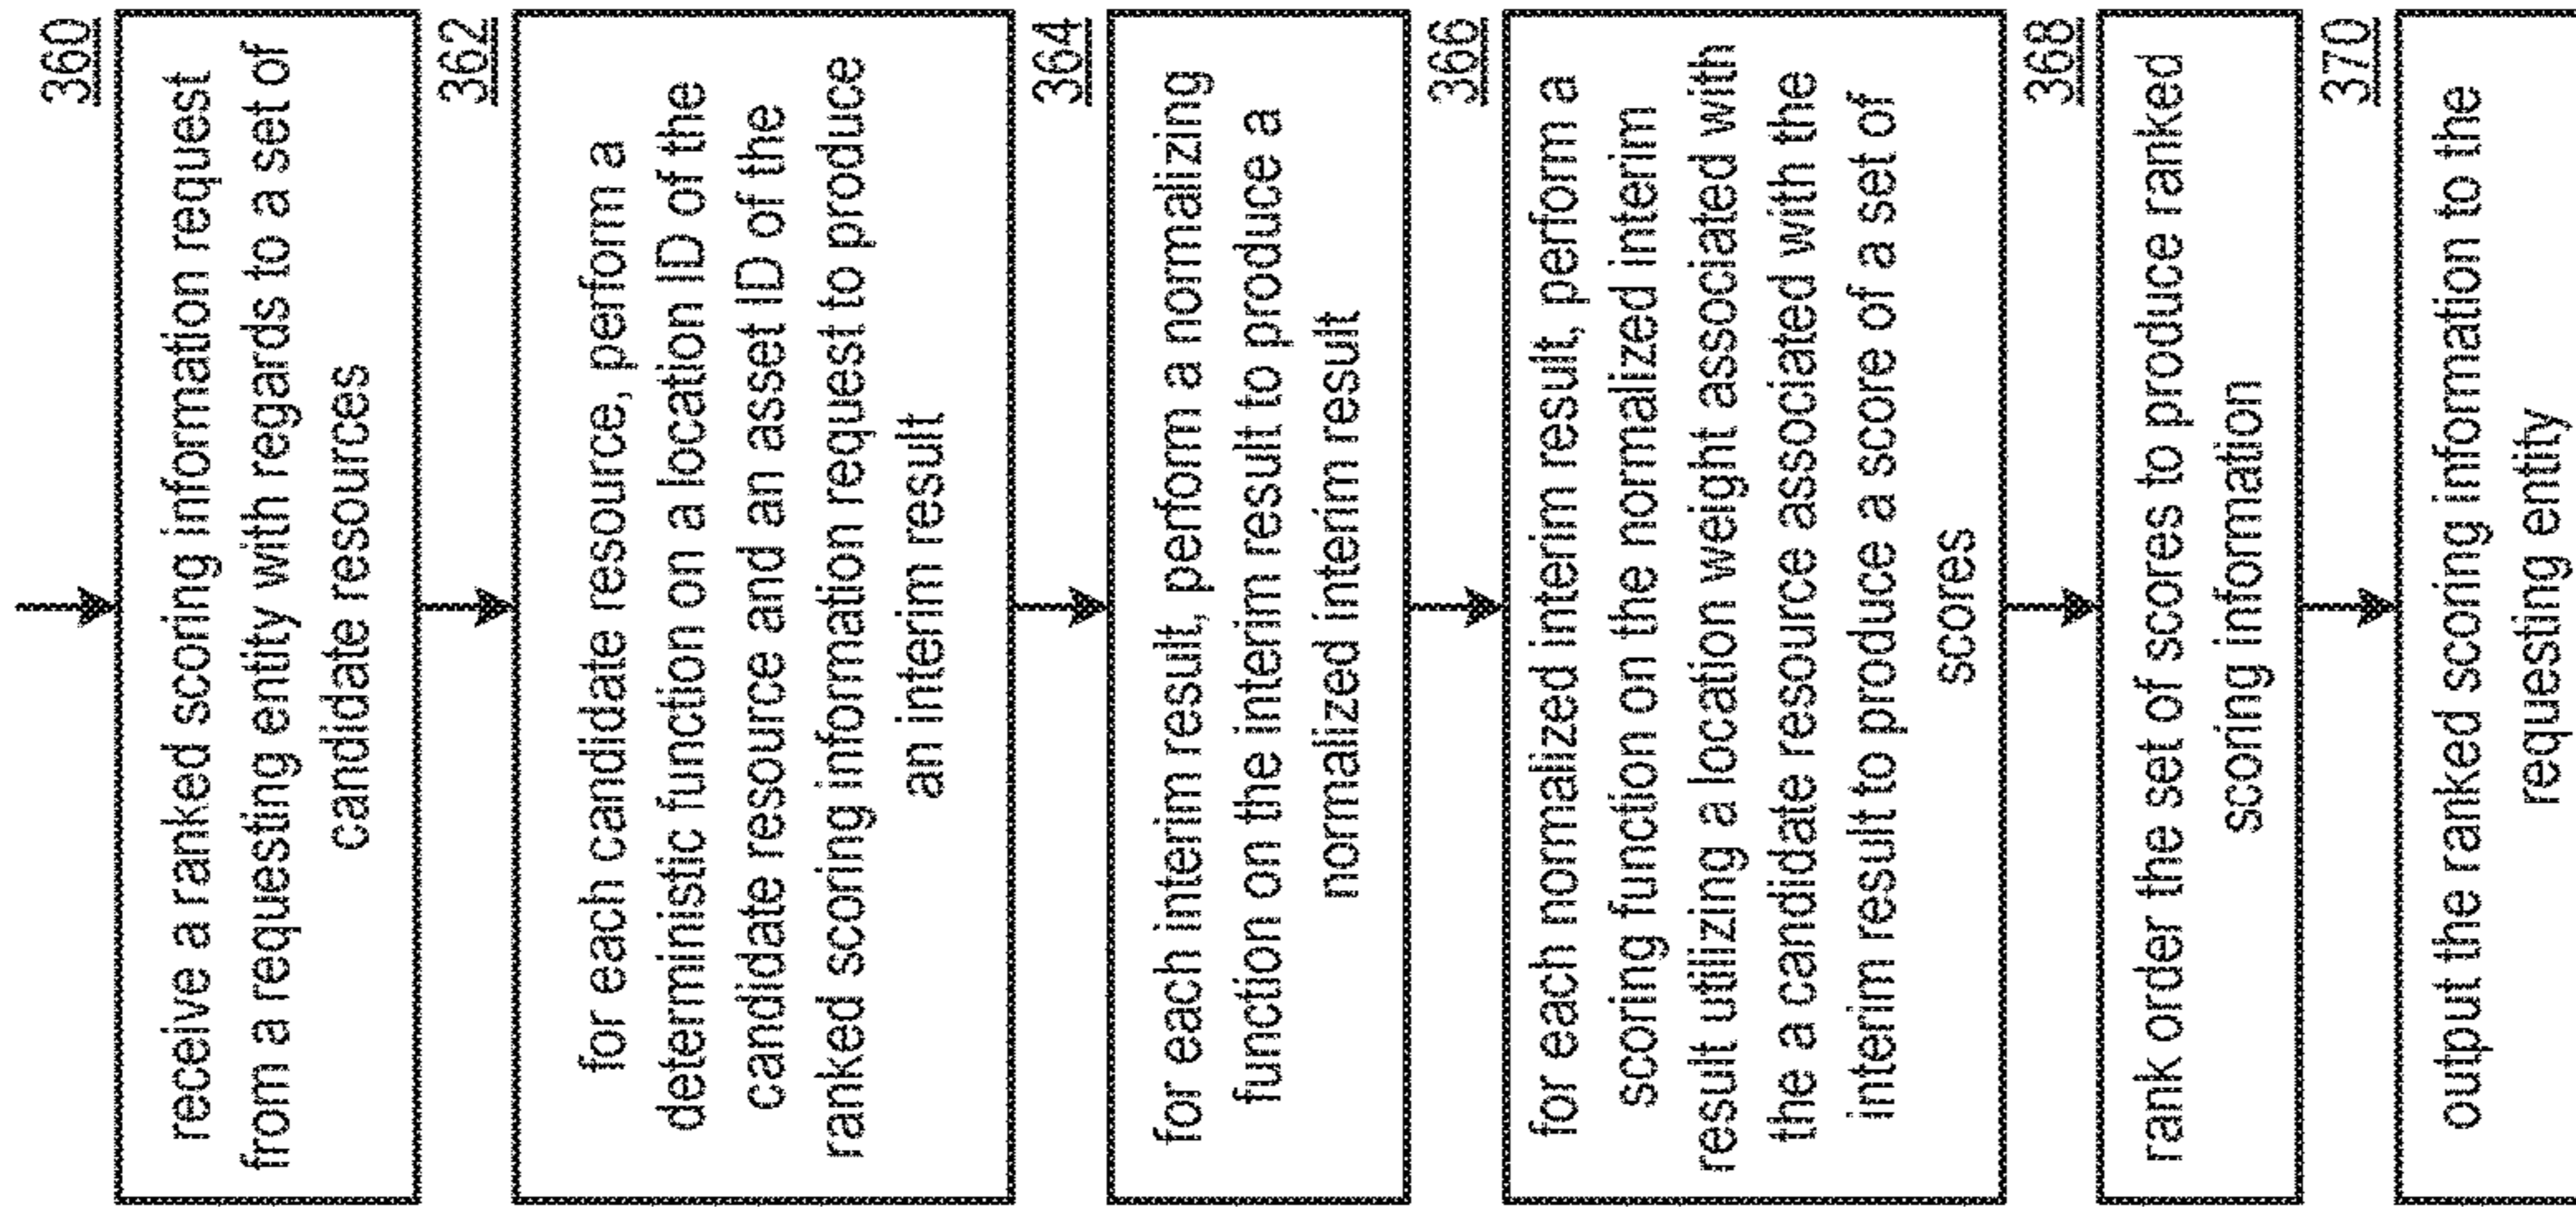 360
receive a ranked scoring information request
from a requesting entity with regards to a set of
candidate resources
362
for each candidate resource, perform a
deterministic function on a location ID of the
candidate resource and an asset ID of the
ranked scoring information request to produce
an interim result
364
for each interim result, perform a normalizing
function on the interim result to produce a
normalized interim result
366
for each normalized interim result, perform a
scoring function on the normalized interim
result utilizing a location weight associated with
the a candidate resource associated with the
interim result to produce a score of a set of
scores
368
rank order the set of scores to produce ranked
scoring information
370
output the ranked scoring information to the
requesting entity